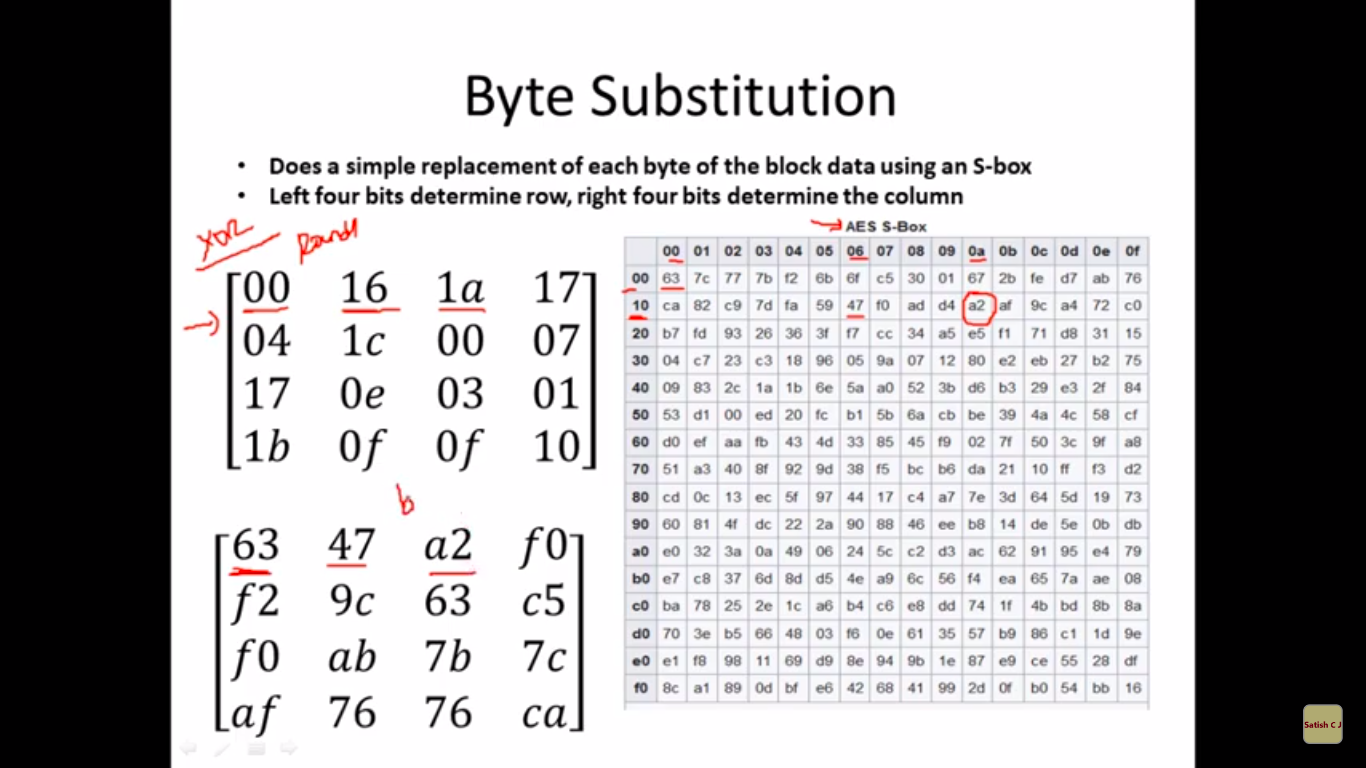 Byte Substitution
• Does a simple replacement of each byte of the block data using an S-box
• Left four bits determine row, right four bits determine the column
XOR
AES S-Box
00 16 1a 17
04 1c 00 07
17 0e 03 01
1b 0f 0f 10
b
63 47 a2 f0
f2 9c 63 c5
f0 ab 7b 7c
af 76 76 ca
00 01 02 03 04 05 06 07 08 09 0a 0b 0c 0d 0e 0f
00 63 7c 77 7b f2 6b 6f c5 30 01 67 2b fe d7 ab 76
10 ca 82 c9 7d fa 59 47 f0 ad d4 a2 af 9c a4 72 c0
20 b7 fd 93 26 36 3f f7 cc 34 a5 e5 f1 71 d8 31 15
30 04 c7 23 c3 18 96 05 9a 07 12 80 e2 eb 27 b2 75
40 09 83 2c 1a 1b 6e 5a a0 52 3b d6 b3 29 e3 2f 84
50 53 d1 00 ed 20 fc b1 5b 6a cb be 39 4a 4c 58 cf
60 d0 ef aa fb 43 4d 33 85 45 f9 02 7f 50 3c 9f a8
70 51 a3 40 8f 92 9d 38 f5 bc b6 da 21 10 ff f3 d2
80 cd 0c 13 ec 5f 97 44 17 c4 a7 7e 3d 64 5d 19 73
90 60 81 4f dc 22 2a 90 88 46 ee b8 14 de 5e 0b db
a0 e0 32 3a 0a 49 06 24 5c c2 d3 ac 62 91 95 e4 79
b0 e7 c8 37 6d 8d d5 4e a9 6c 56 f4 ea 65 7a ae 08
c0 ba 78 25 2e 1c a6 b4 c6 e8 dd 74 1f 4b bd 8b 8a
d0 70 3e b5 66 48 03 f6 0e 61 35 57 b9 86 c1 1d 9e
e0 e1 f8 98 11 69 d9 8e 94 9b 1e 87 e9 ce 55 28 df
f0 8c a1 89 0d bf e6 42 68 41 99 2d 0f b0 54 bb 16
Satish C J